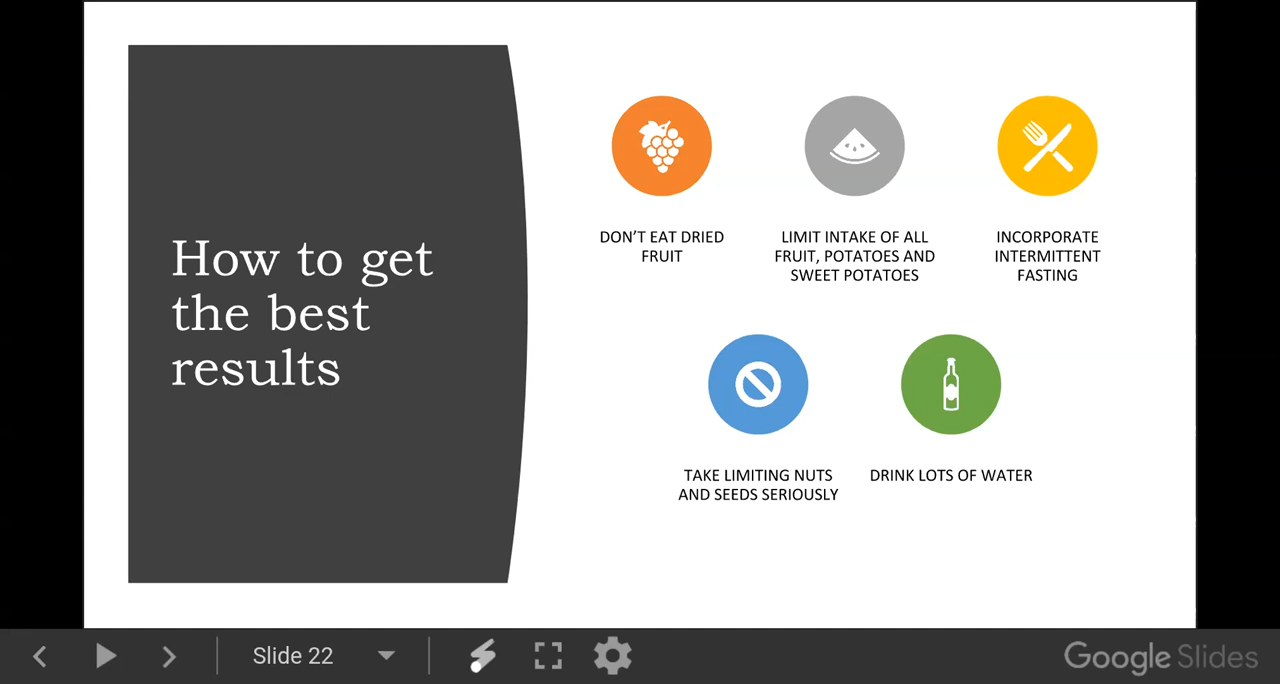 How to get
the best
results
DON’T EAT DRIED
FRUIT
LIMIT INTAKE OF ALL
FRUIT, POTATOES AND
SWEET POTATOES
INCORPORATE
INTERMITTENT
FASTING
TAKE LIMITING NUTS
AND SEEDS SERIOUSLY
DRINK LOTS OF WATER
Slide 22
Google Slides